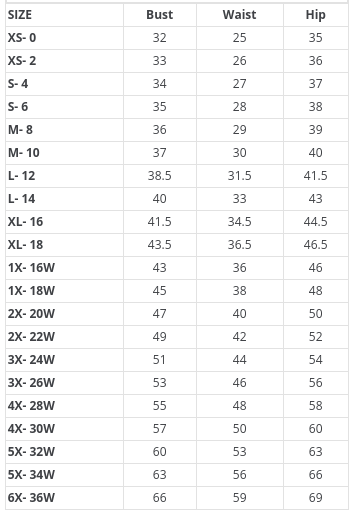 SIZE Bust Waist Hip
XS- 0 32 25 35
XS- 2 33 26 36
S- 4 34 27 37
S- 6 35 28 38
M- 8 36 29 39
M- 10 37 30 40
L- 12 38.5 31.5 41.5
L- 14 40 33 43
XL- 16 41.5 34.5 44.5
XL- 18 43.5 36.5 46.5
1X- 16W 43 36 46
1X- 18W 45 38 48
2X- 20W 47 40 50
2X- 22W 49 42 52
3X- 24W 51 44 54
3X- 26W 53 46 56
4X- 28W 55 48 58
4X- 30W 57 50 60
5X- 32W 60 53 63
5X- 34W 63 56 66
6X- 36W 66 59 69